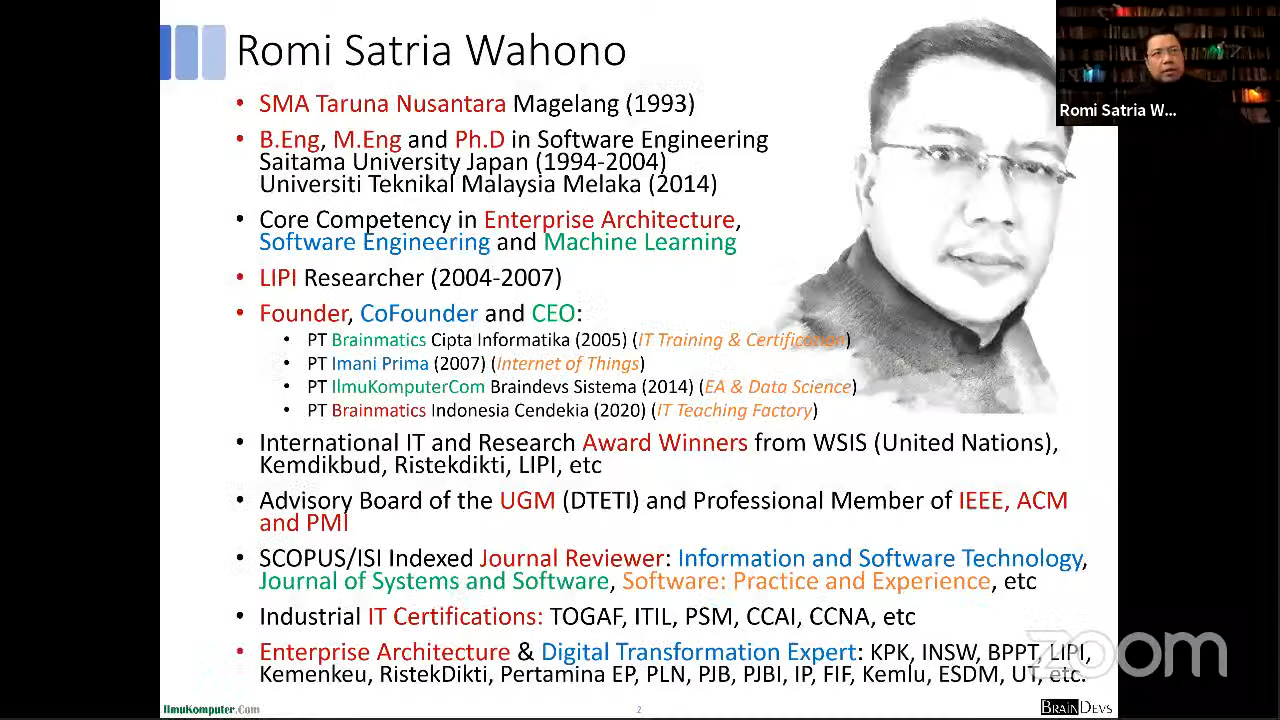 Romi Satria Wahono
Romi Satria W...
• SMA Taruna Nusantara Magelang (1993)
• B.Eng, M.Eng and Ph.D in Software Engineering
Saitama University Japan (1994-2004)
Universiti Teknikal Malaysia Melaka (2014)
• Core Competency in Enterprise Architecture,
Software Engineering and Machine Learning
• LIPI Researcher (2004-2007)
• Founder, CoFounder and CEO:
• PT Brainmatics Cipta Informatika (2005) (IT Training & Certification)
• PT Imani Prima (2007) (Internet of Things)
• PT IlmuKomputerCom Braindevs Sistema (2014) (EA & Data Science)
• PT Brainmatics Indonesia Cendekia (2020) (IT Teaching Factory)
• International IT and Research Award Winners from WSIS (United Nations),
Kemdikbud, Ristekdikti, LIPI, etc
• Advisory Board of the UGM (DTETI) and Professional Member of IEEE, ACM
and PMI
• SCOPUS/ISI Indexed Journal Reviewer: Information and Software Technology,
Journal of Systems and Software, Software: Practice and Experience, etc
• Industrial IT Certifications: TOGAF, ITIL, PSM, CCAI, CCNA, etc
• Enterprise Architecture & Digital Transformation Expert: KPK, INSW, BPPT, LIPI,
Kemenkeu, RistekDikti, Pertamina EP, PLN, PJB, PJBI, IP, FIF, Kemlu, ESDM, UT, etc.
zoom
IlmuKomputer.Com
2
BRAINDEVS